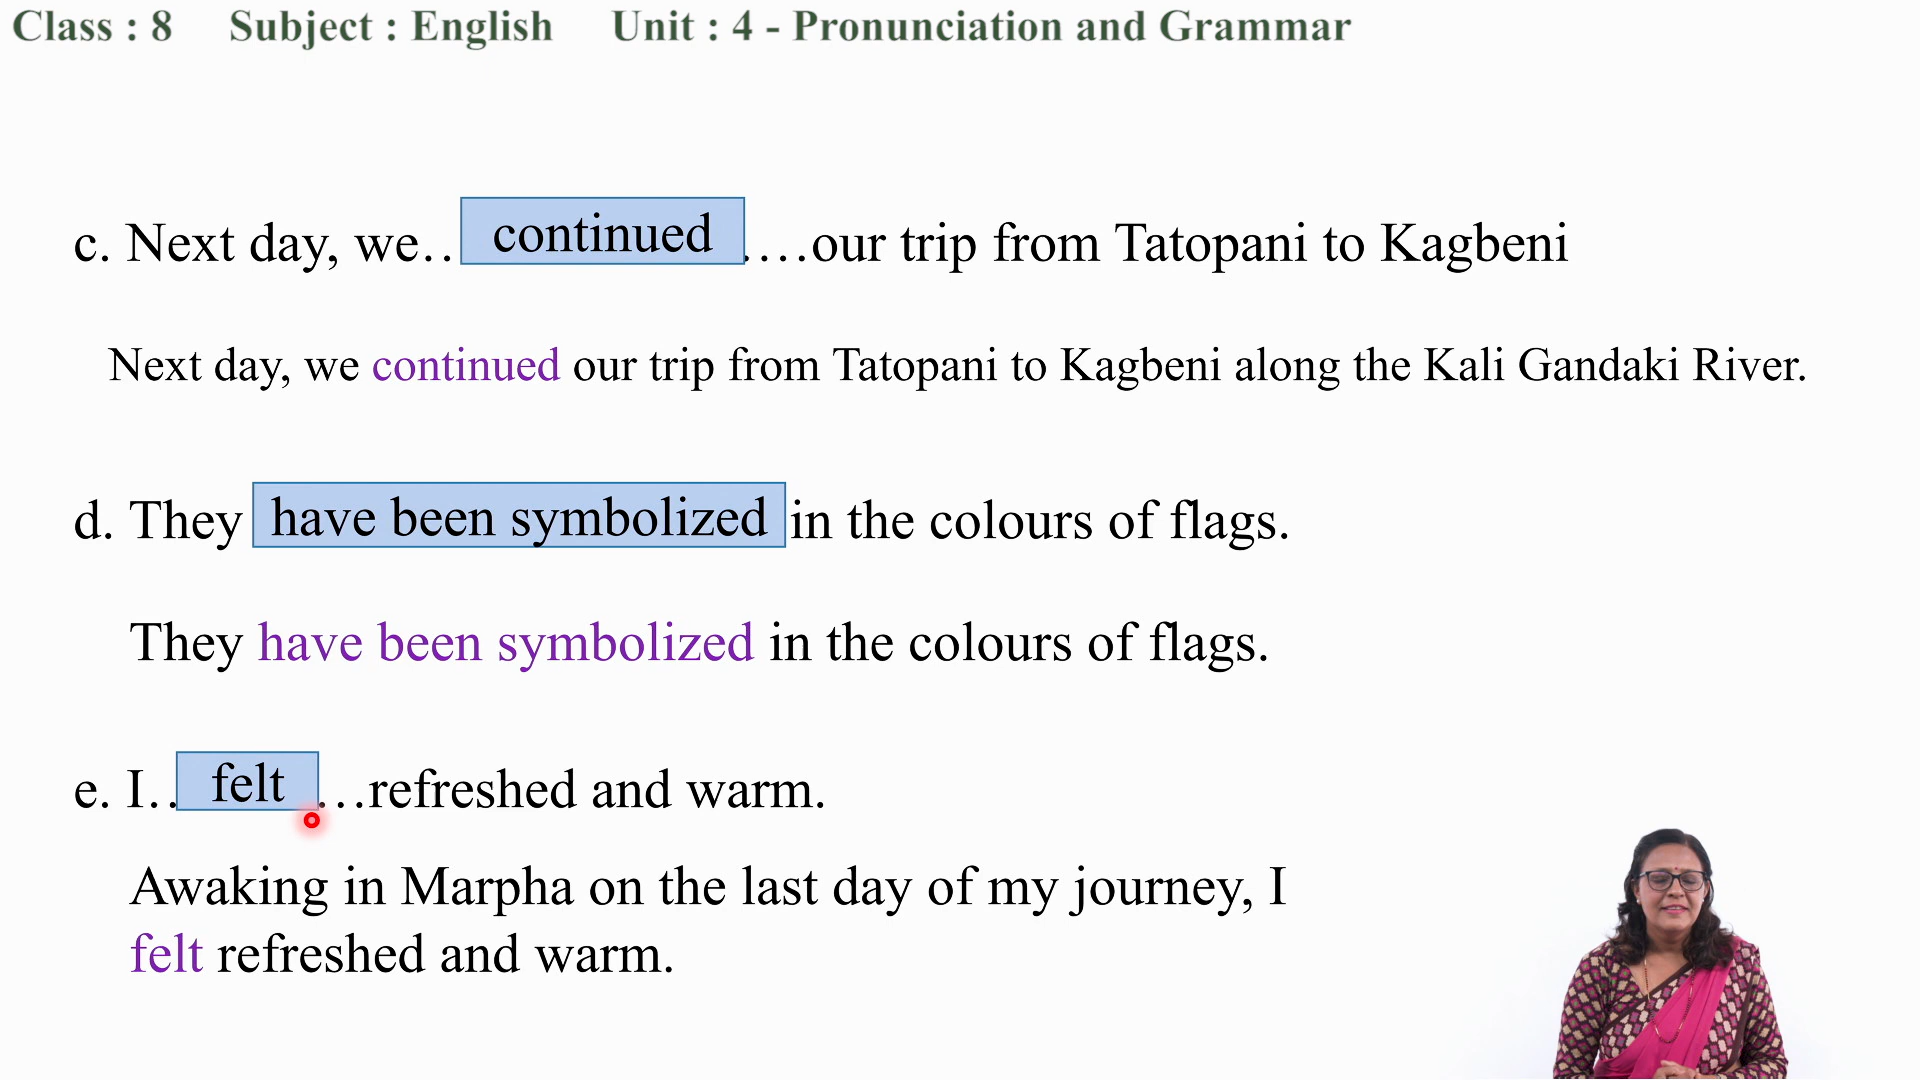 Class : 8 Subject : English Unit : 4 - Pronunciation and Grammar
c. Next day, we.. continued ....our trip from Tatopani to Kagbeni
Next day, we continued our trip from Tatopani to Kagbeni along the Kali Gandaki River.
d. They have been symbolized in the colours of flags.
They have been symbolized in the colours of flags.
e. I.. felt ...refreshed and warm.
Awaking in Marpha on the last day of my journey, I
felt refreshed and warm.